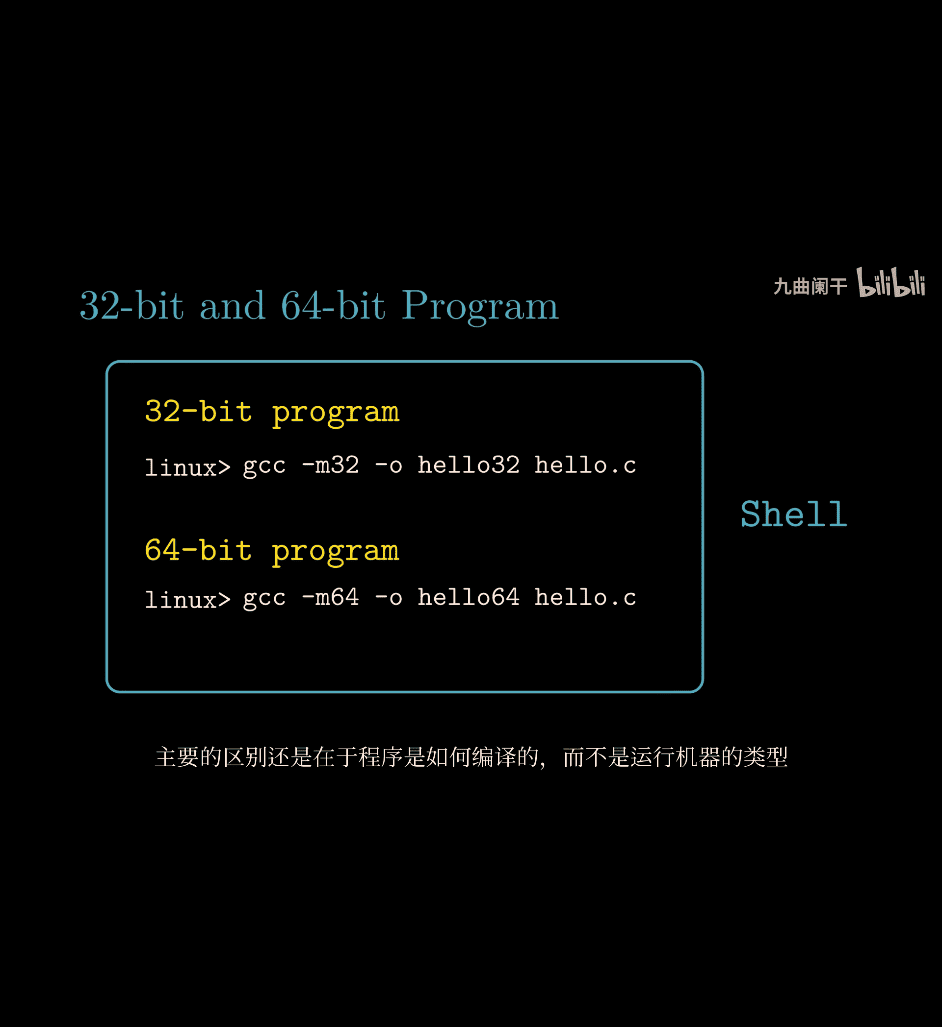 九曲阑干 bilibili
32-bit and 64-bit Program
32-bit program
linux> gcc -m32 -o hello32 hello.c
Shell
64-bit program
linux> gcc -m64 -o hello64 hello.c
主要的区别还是在于程序是如何编译的，而不是运行机器的类型